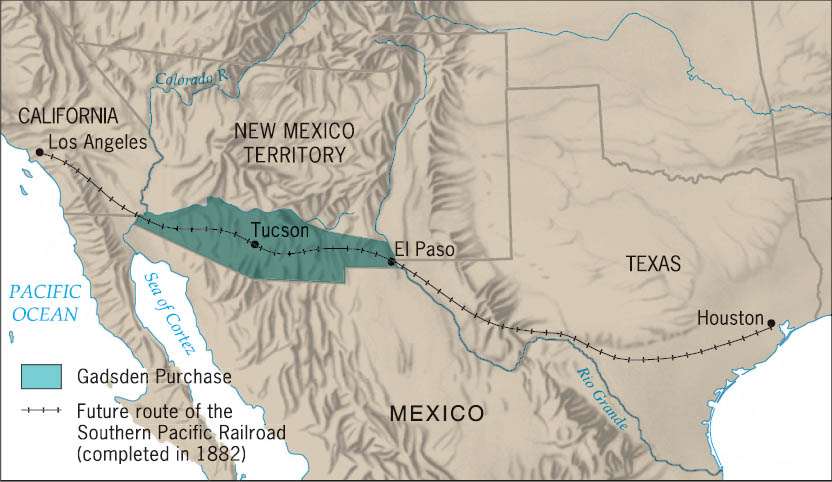 Colorado R.
CALIFORNIA
Los Angeles
NEW MEXICO
TERRITORY
Tucson
El Paso
TEXAS
PACIFIC
OCEAN
Sea of Cortez
Houston
Rio Grande
MEXICO
Gadsden Purchase
Future route of the
Southern Pacific Railroad
(completed in 1882)